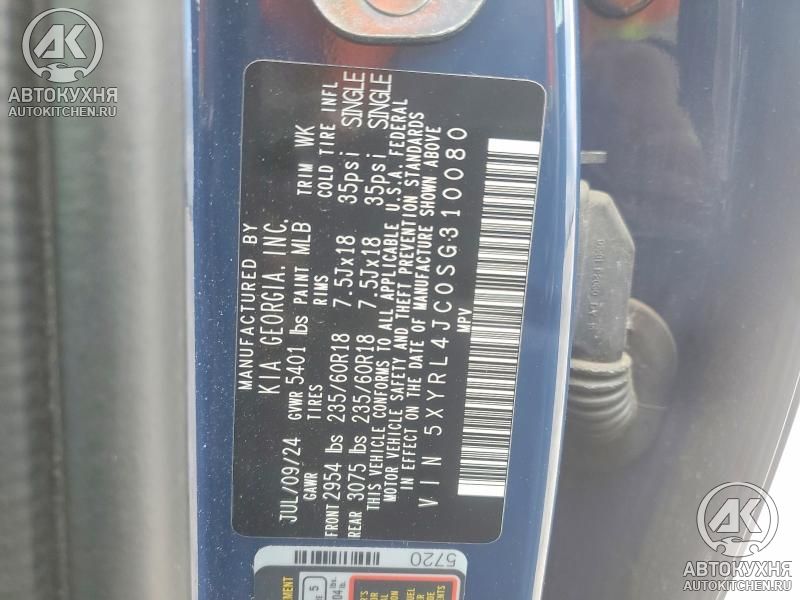 AK
АВТОКУХНЯ
AUTOKITCHEN.RU
MANUFACTURED BY
KIA GEORGIA, INC.
JUL/09/24 GVWR 5401 lbs PAINT MLB TRIM WK
GAWR TIRES RIMS COLD TIRE INFL
FRONT 2954 lbs 235/60R18 7.5Jx18 35psi SINGLE
REAR 3075 lbs 235/60R18 7.5Jx18 35psi SINGLE
THIS VEHICLE CONFORMS TO ALL APPLICABLE U.S.A. FEDERAL
MOTOR VEHICLE SAFETY AND THEFT PREVENTION STANDARDS
IN EFFECT ON THE DATE OF MANUFACTURE SHOWN ABOVE
VIN 5XYRL4JC0SG310080
MPV
5720
AK
АВТОКУХНЯ
AUTOKITCHEN.RU